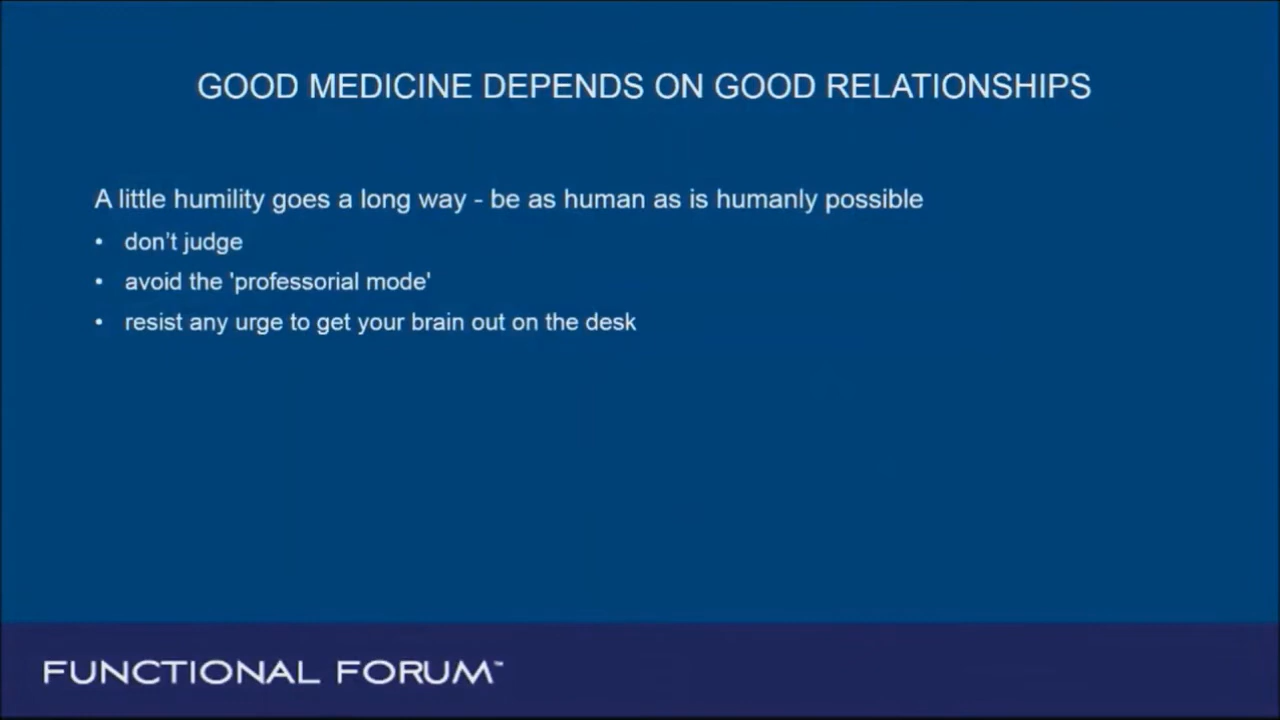 GOOD MEDICINE DEPENDS ON GOOD RELATIONSHIPS
A little humility goes a long way - be as human as is humanly possible
• don't judge
• avoid the 'professorial mode'
• resist any urge to get your brain out on the desk
FUNCTIONAL FORUM™